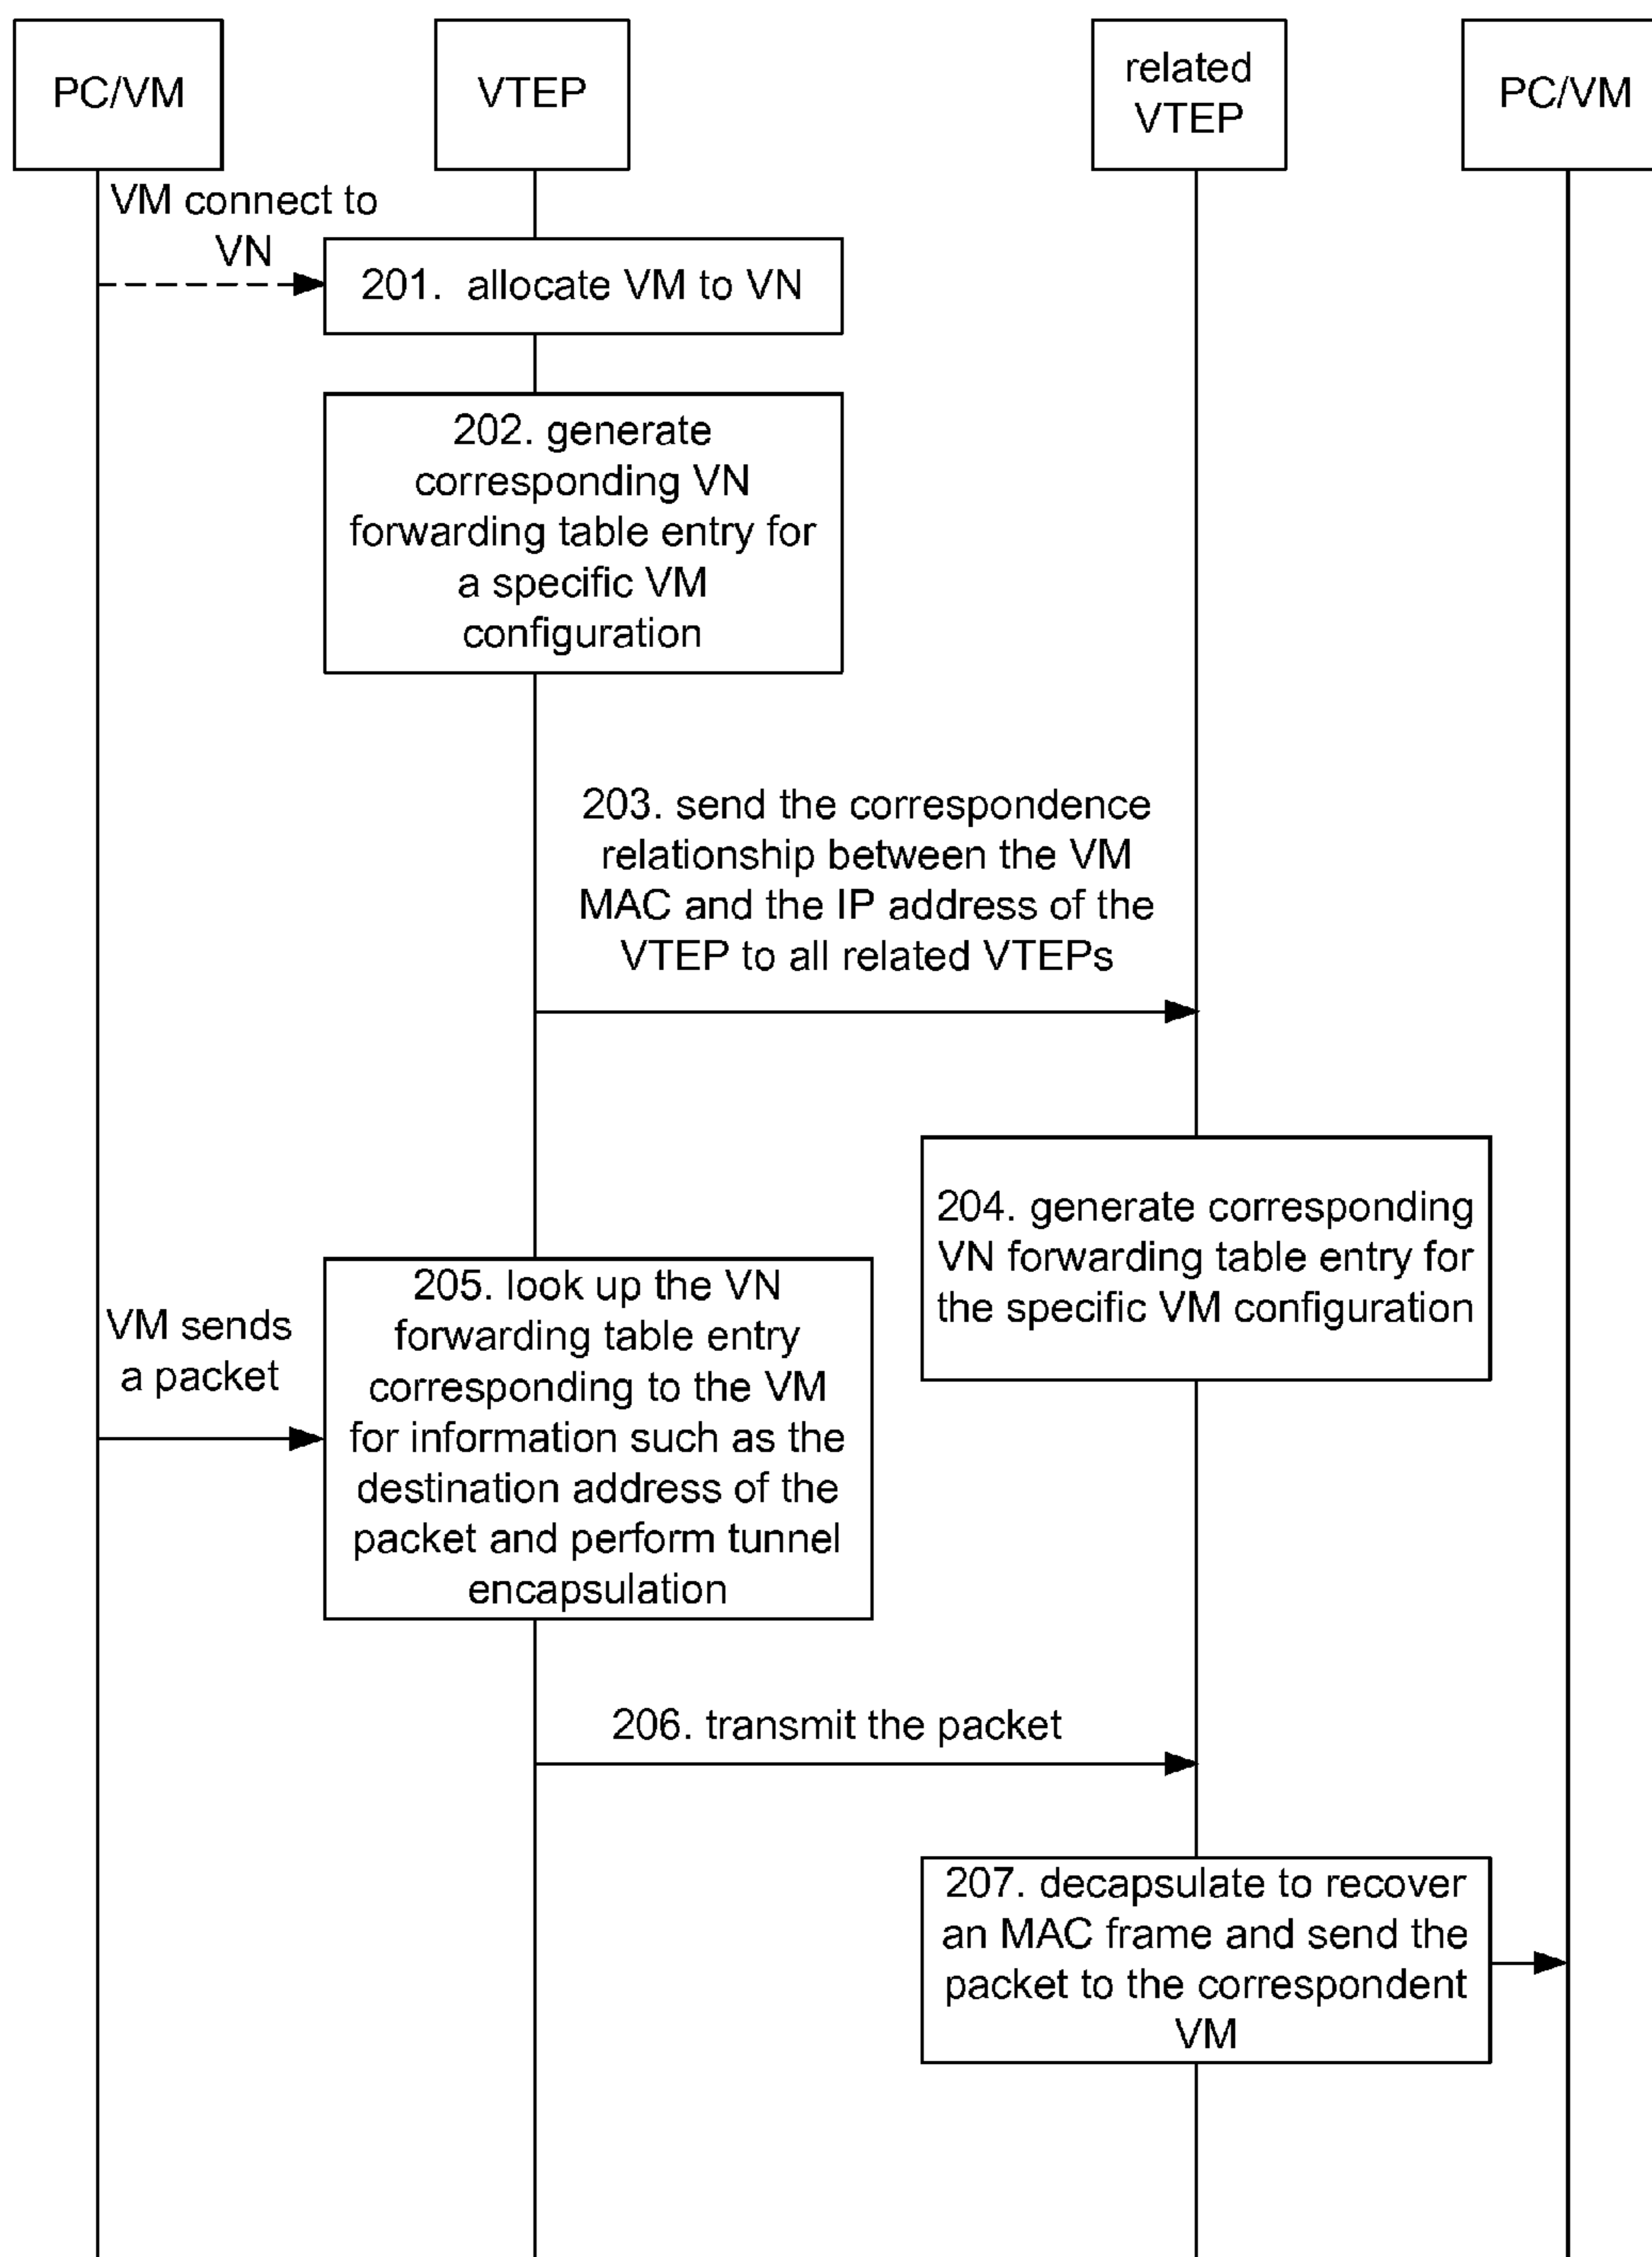 PC/VM
VTEP
related
VTEP
PC/VM
VM connect to
VN
201. allocate VM to VN
202. generate
corresponding VN
forwarding table entry for
a specific VM
configuration
203. send the correspondence
relationship between the VM
MAC and the IP address of the
VTEP to all related VTEPs
204. generate corresponding
VN forwarding table entry for
the specific VM configuration
VM sends
a packet
205. look up the VN
forwarding table entry
corresponding to the VM
for information such as the
destination address of the
packet and perform tunnel
encapsulation
206. transmit the packet
207. decapsulate to recover
an MAC frame and send the
packet to the correspondent
VM